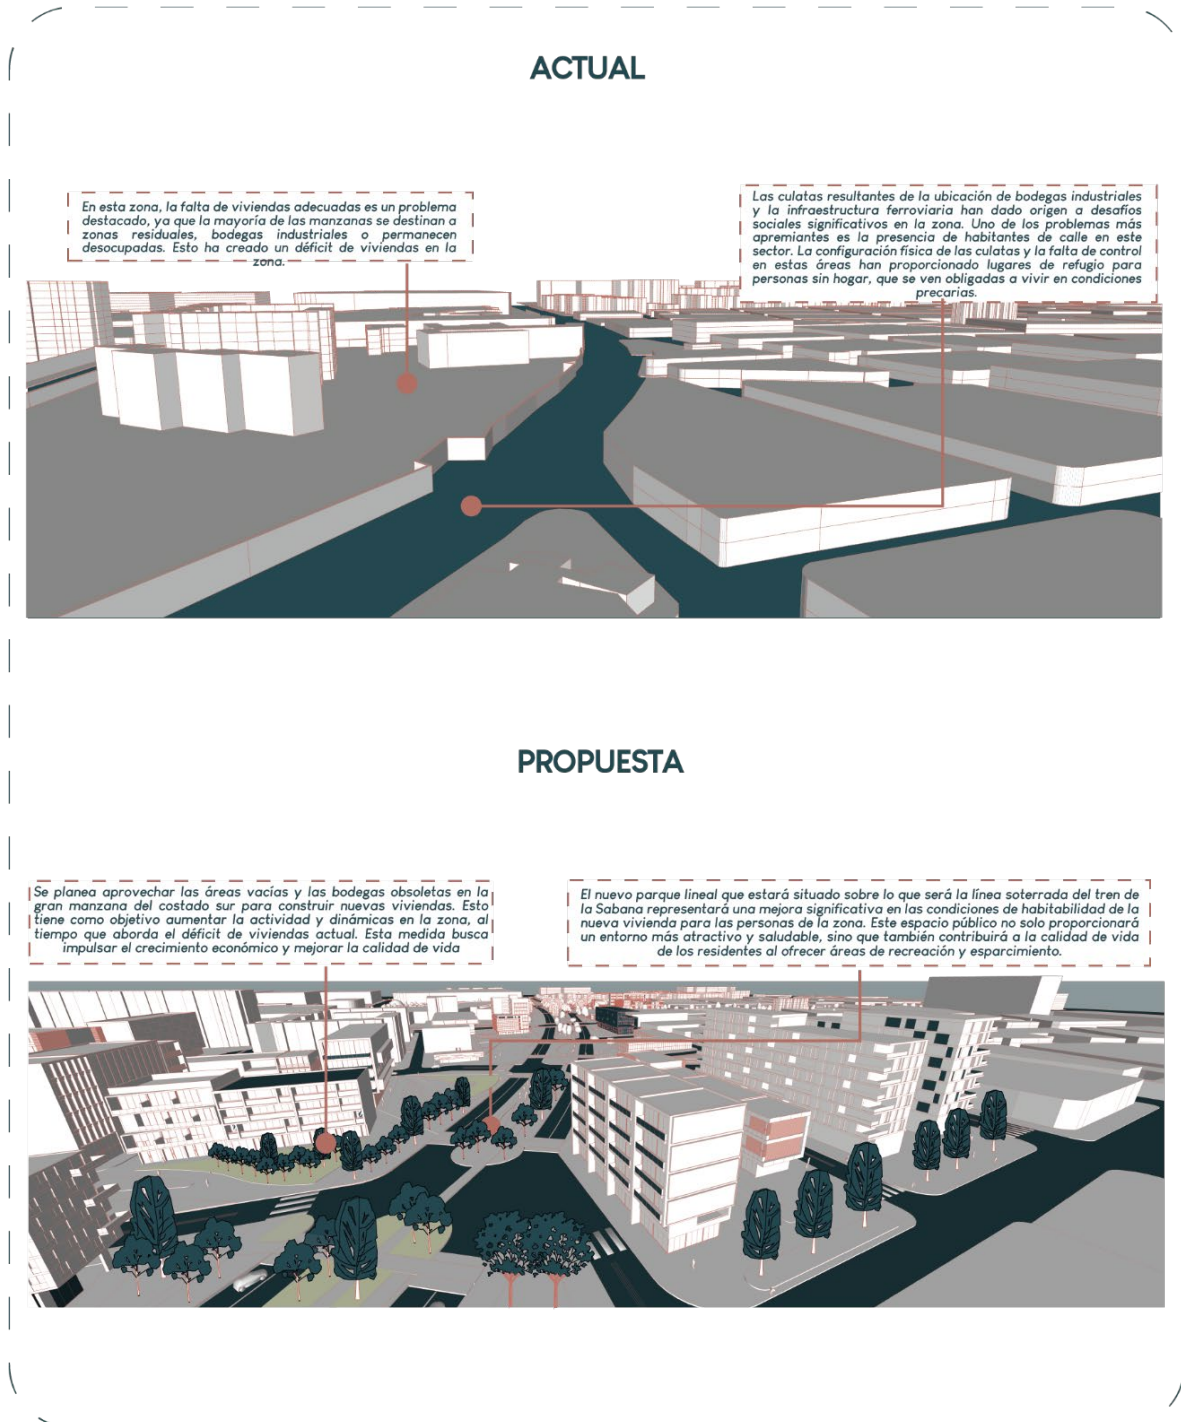 ACTUAL
En esta zona, la falta de viviendas adecuadas es un problema
destacado, ya que la mayoría de las manzanas se destinan a
zonas residuales, bodegas industriales o permanecen
desocupadas. Esto ha creado un déficit de viviendas en la
zona.
Las culatas resultantes de la ubicación de bodegas industriales
y la infraestructura ferroviaria han dado origen a desafíos
sociales significativos en la zona. Uno de los problemas más
apremiantes es la presencia de habitantes de calle en este
sector. La configuración física de las culatas y la falta de control
en estas áreas han proporcionado lugares de refugio para
personas sin hogar, que se ven obligadas a vivir en condiciones
precarias.
PROPUESTA
Se planea aprovechar las áreas vacías y las bodegas obsoletas en la
gran manzana del costado sur para construir nuevas viviendas. Esto
tiene como objetivo aumentar la actividad y dinámicas en la zona, al
tiempo que aborda el déficit de viviendas actual. Esta medida busca
impulsar el crecimiento económico y mejorar la calidad de vida
El nuevo parque lineal que estará situado sobre lo que será la línea soterrada del tren de
la Sabana representará una mejora significativa en las condiciones de habitabilidad de la
nueva vivienda para las personas de la zona. Este espacio público no solo proporcionará
un entorno más atractivo y saludable, sino que también contribuirá a la calidad de vida
de los residentes al ofrecer áreas de recreación y esparcimiento.